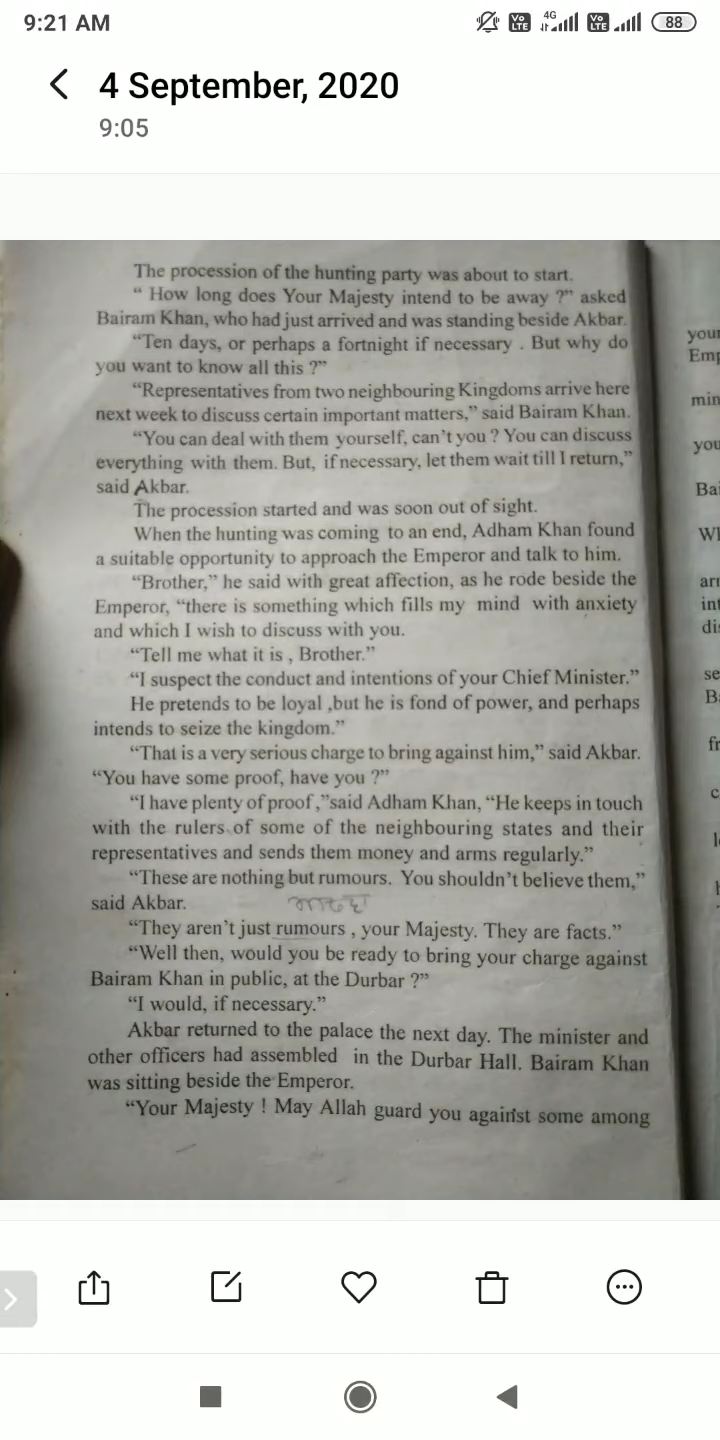 9:21 AM
Vo LTE 4G Vo LTE 88
4 September, 2020
9:05
The procession of the hunting party was about to start.
“ How long does Your Majesty intend to be away ?” asked
Bairam Khan, who had just arrived and was standing beside Akbar.
“Ten days, or perhaps a fortnight if necessary . But why do
you want to know all this ?”
“Representatives from two neighbouring Kingdoms arrive here
next week to discuss certain important matters,” said Bairam Khan.
“You can deal with them yourself, can’t you ? You can discuss
everything with them. But, if necessary, let them wait till I return,”
said Akbar.
The procession started and was soon out of sight.
When the hunting was coming to an end, Adham Khan found
a suitable opportunity to approach the Emperor and talk to him.
“Brother,” he said with great affection, as he rode beside the
Emperor, “there is something which fills my mind with anxiety
and which I wish to discuss with you.
“Tell me what it is , Brother.”
“I suspect the conduct and intentions of your Chief Minister.”
He pretends to be loyal ,but he is fond of power, and perhaps
intends to seize the kingdom.”
“That is a very serious charge to bring against him,” said Akbar.
“You have some proof, have you ?”
“I have plenty of proof ,”said Adham Khan, “He keeps in touch
with the rulers of some of the neighbouring states and their
representatives and sends them money and arms regularly.”
“These are nothing but rumours. You shouldn’t believe them,”
said Akbar.
“They aren’t just rumours , your Majesty. They are facts.”
“Well then, would you be ready to bring your charge against
Bairam Khan in public, at the Durbar ?”
“I would, if necessary.”
Akbar returned to the palace the next day. The minister and
other officers had assembled in the Durbar Hall. Bairam Khan
was sitting beside the Emperor.
“Your Majesty ! May Allah guard you against some among